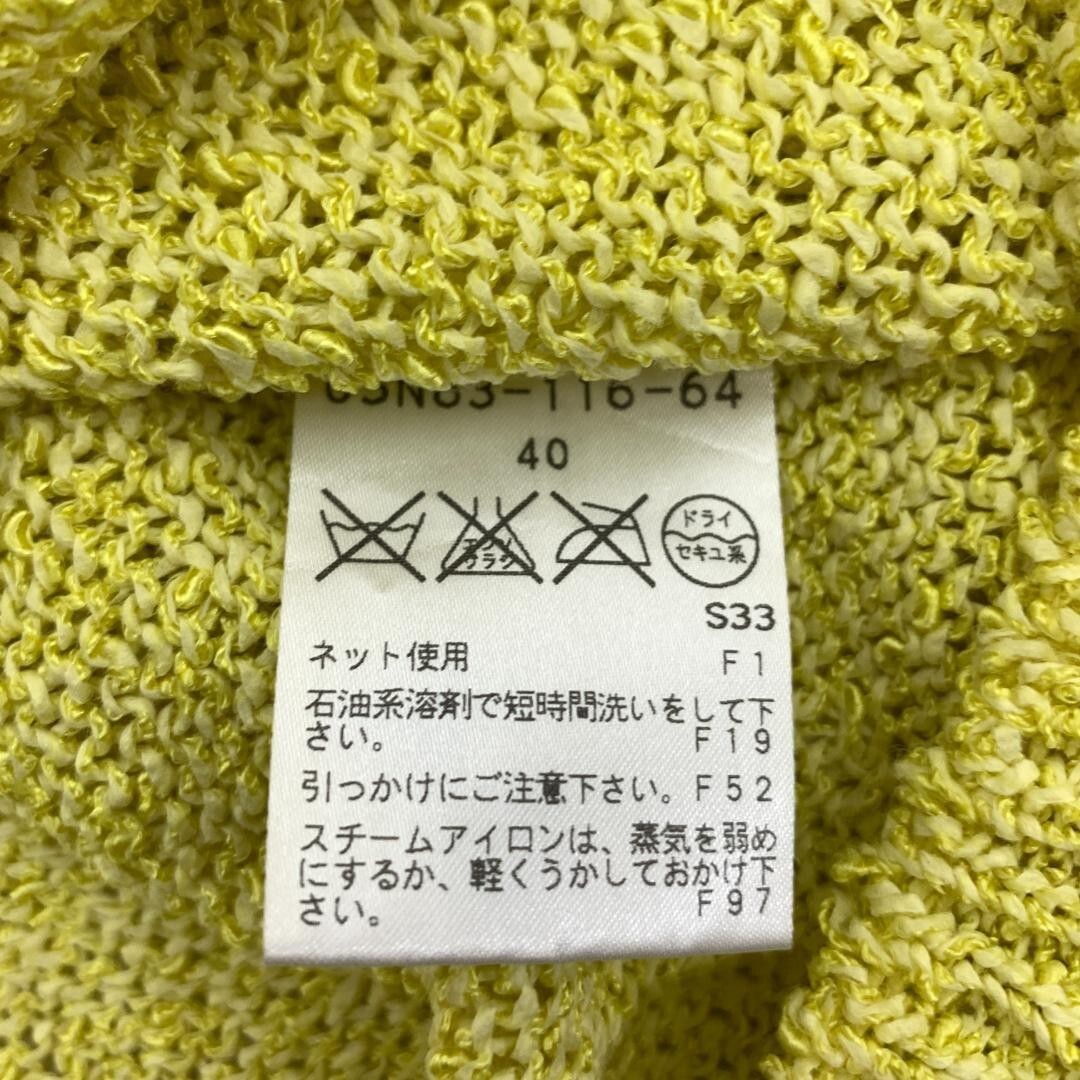 -116-64
40
ドライ
セキユ系
S33
ネット使用 F1
石油系溶剤で短時間洗いをして下
さい。 F19
引っかけにご注意下さい。F52
スチームアイロンは、蒸気を弱め
にするか、軽くうかしておかけ下
さい。 F97